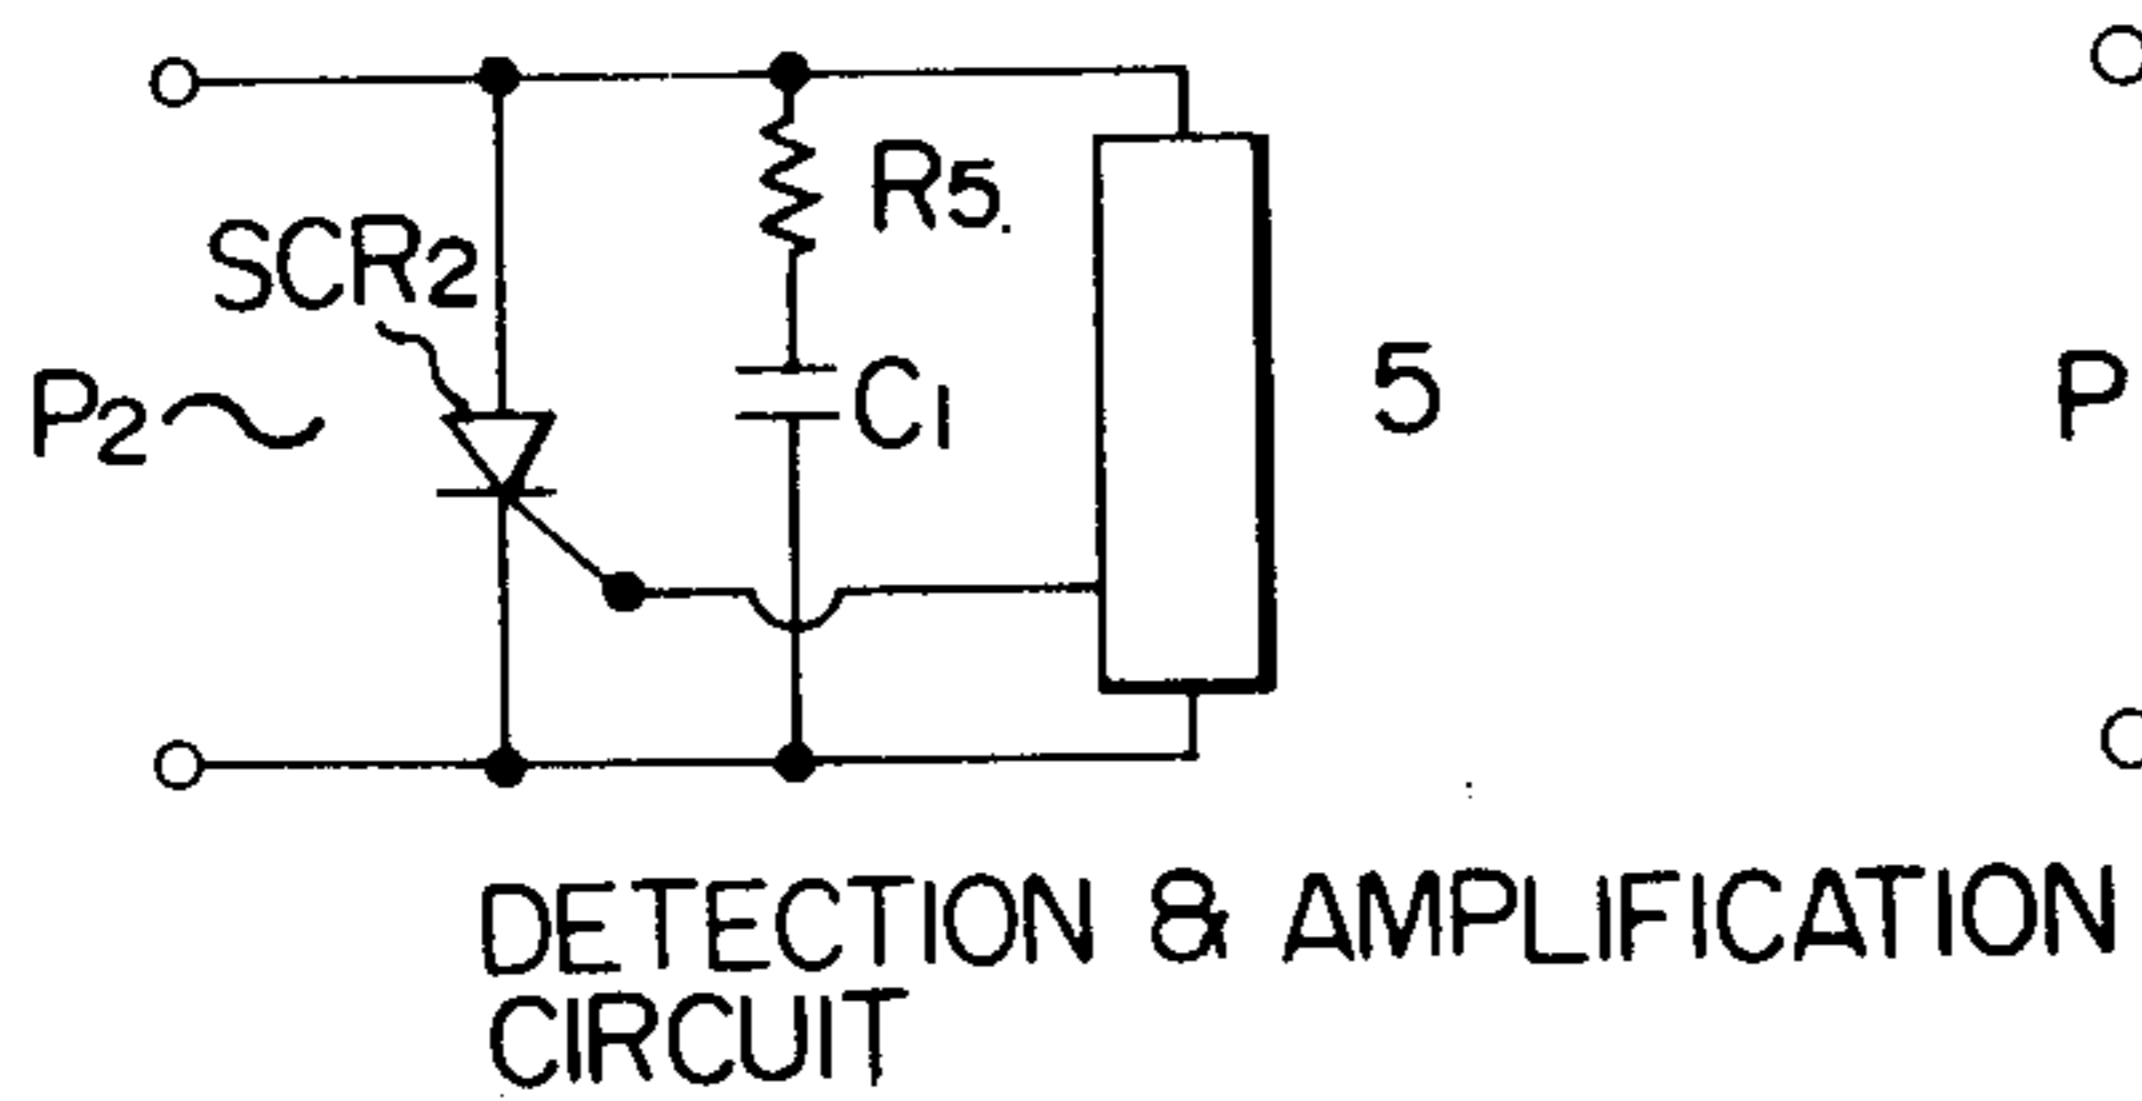 R5.
SCR2
P2
C1
5
P
DETECTION & AMPLIFICATION
CIRCUIT